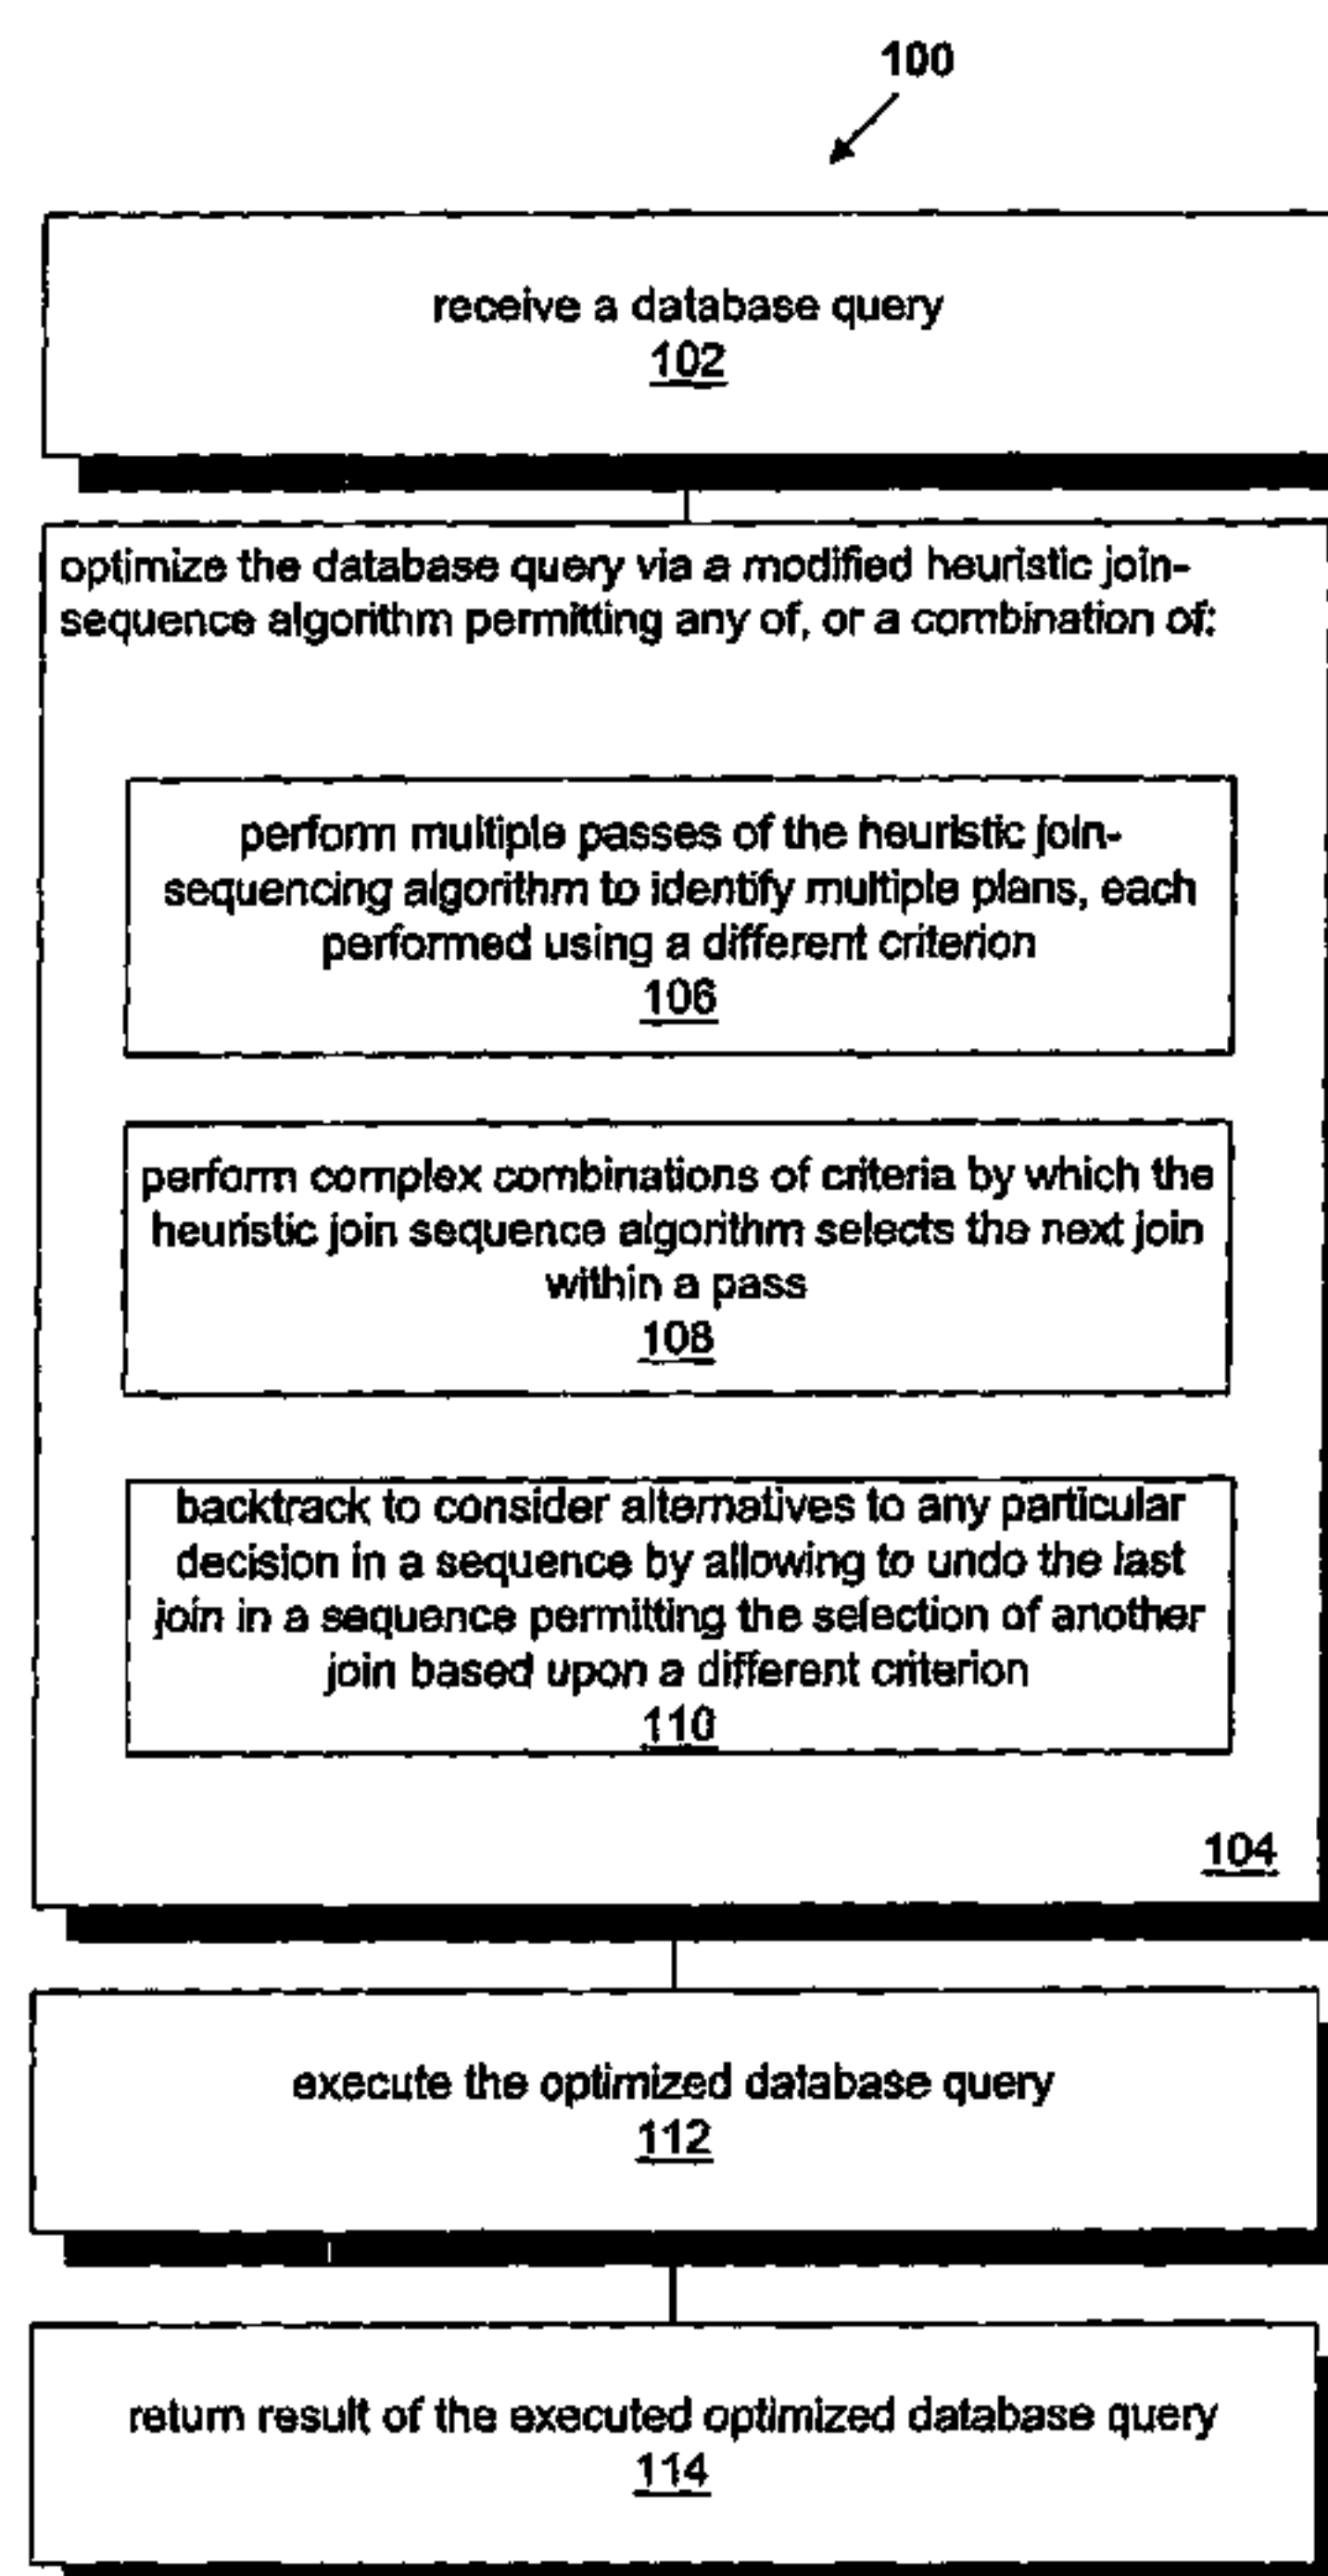 100
receive a database query
102
optimize the database query via a modified heuristic join-
sequence algorithm permitting any of, or a combination of:
perform multiple passes of the heuristic join-
sequencing algorithm to identify multiple plans, each
performed using a different criterion
106
perform complex combinations of criteria by which the
heuristic join sequence algorithm selects the next join
within a pass
108
backtrack to consider alternatives to any particular
decision in a sequence by allowing to undo the last
join in a sequence permitting the selection of another
join based upon a different criterion
110
104
execute the optimized database query
112
return result of the executed optimized database query
114